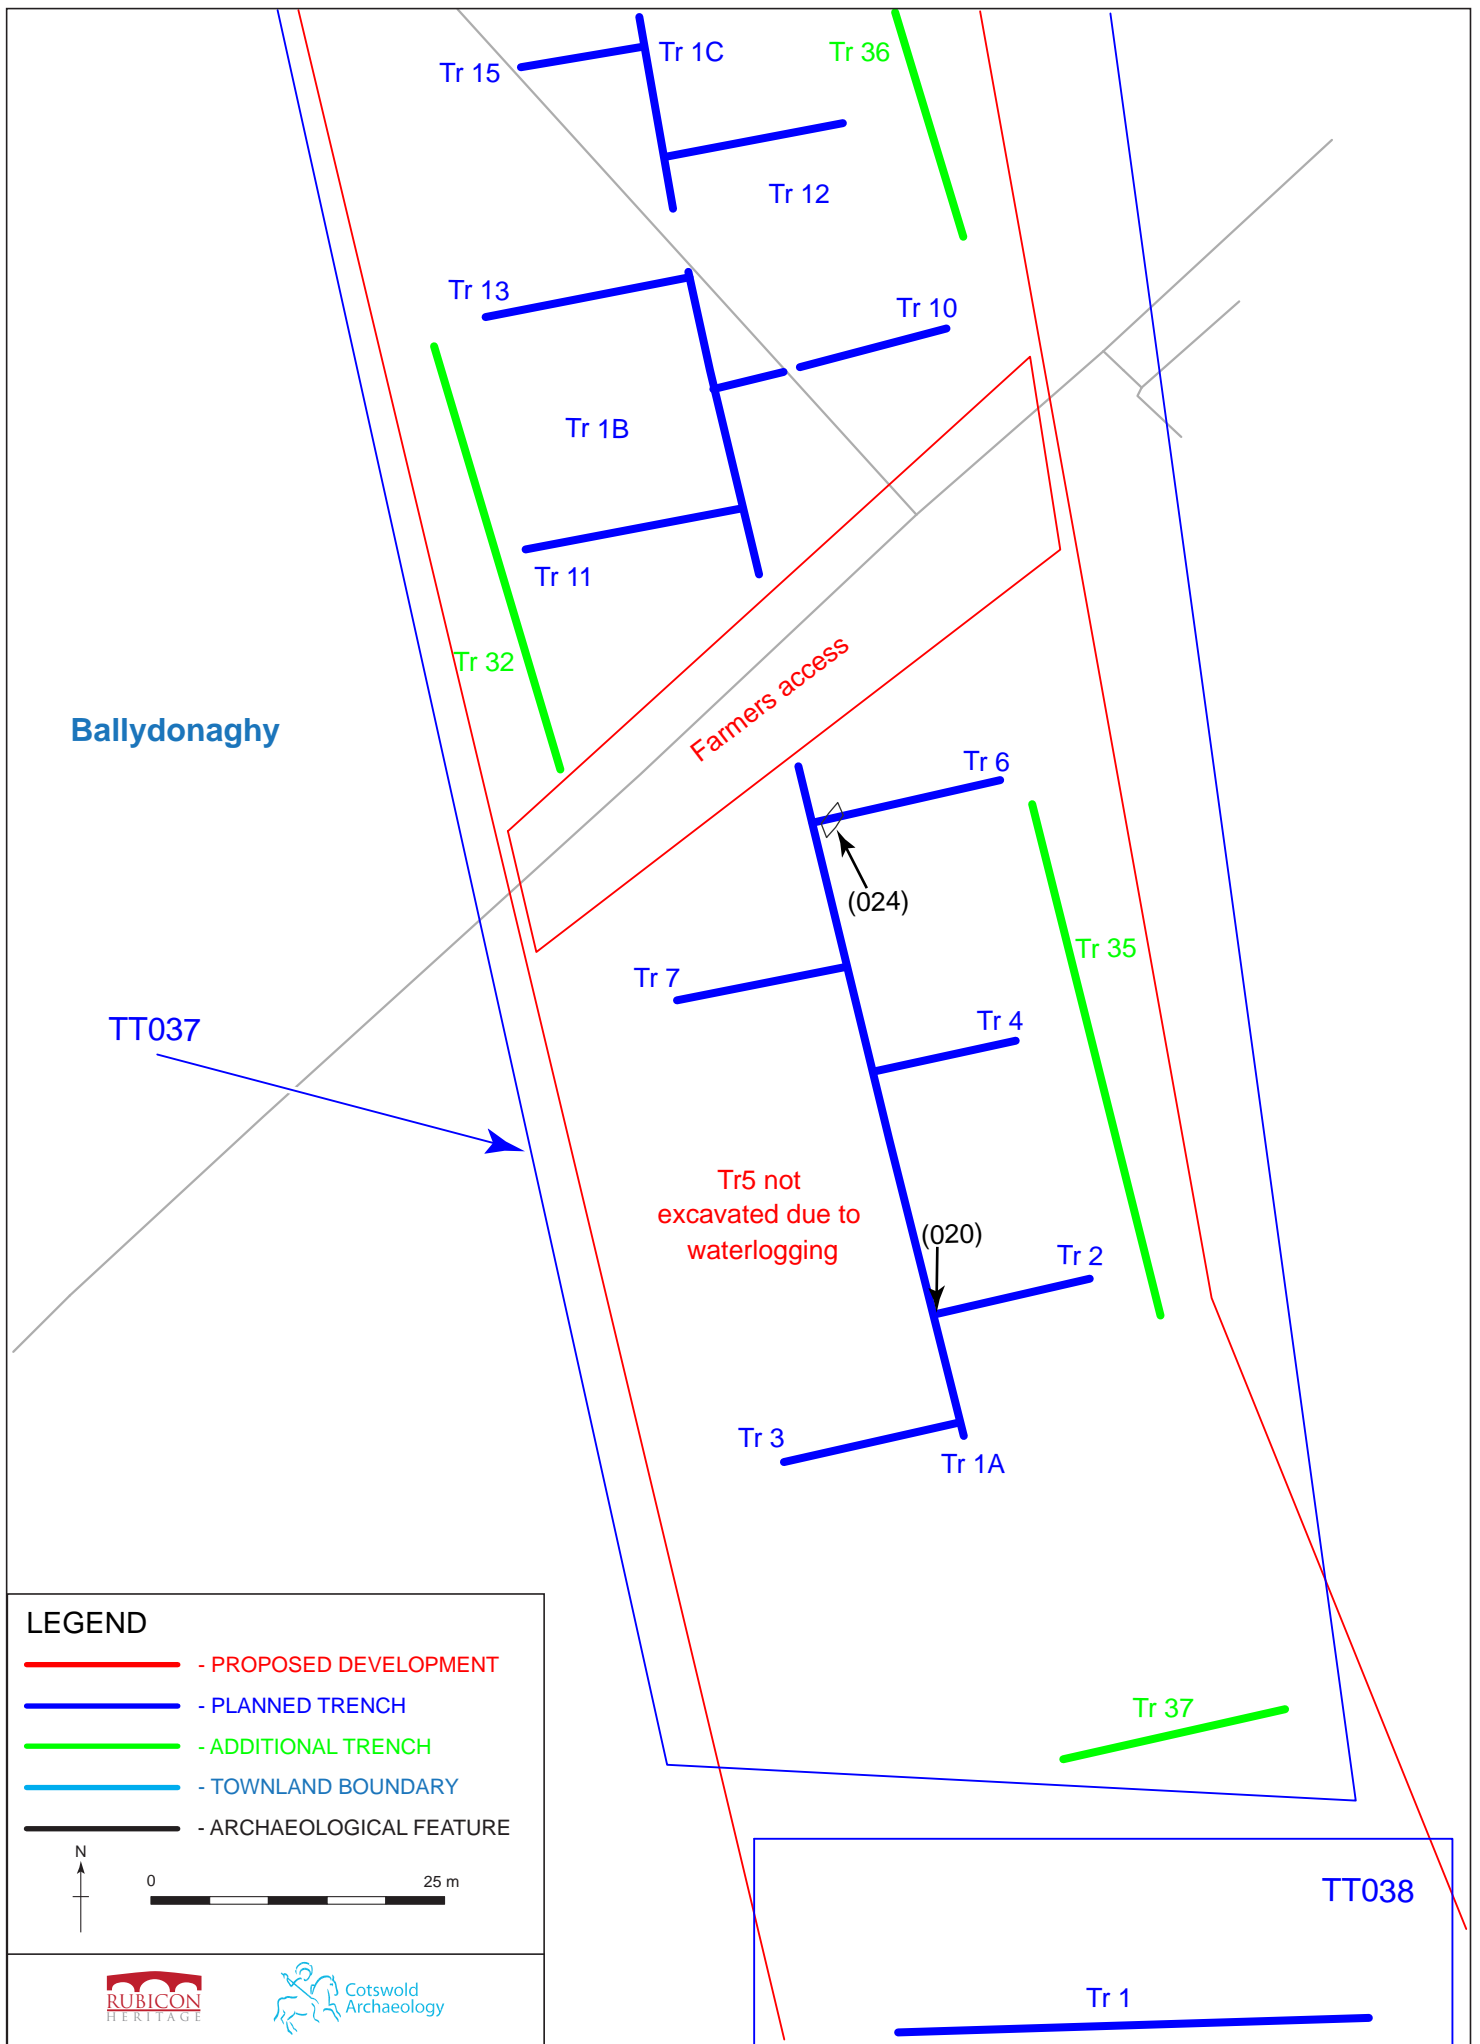 Tr 1C
Tr 36
Tr 15
Tr 12
Tr 13
Tr 10
Tr 1B
Tr 11
Tr 32
Farmers access
Ballydonaghy
Tr 6
(024)
Tr 35
Tr 7
Tr 4
TT037
Tr5 not
excavated due to
waterlogging
(020)
Tr 2
Tr 3
Tr 1A
Tr 37
LEGEND
- PROPOSED DEVELOPMENT
- PLANNED TRENCH
- ADDITIONAL TRENCH
- TOWNLAND BOUNDARY
- ARCHAEOLOGICAL FEATURE
N
0
25 m
RUBICON
HERITAGE
Cotswold
Archaeology
TT038
Tr 1